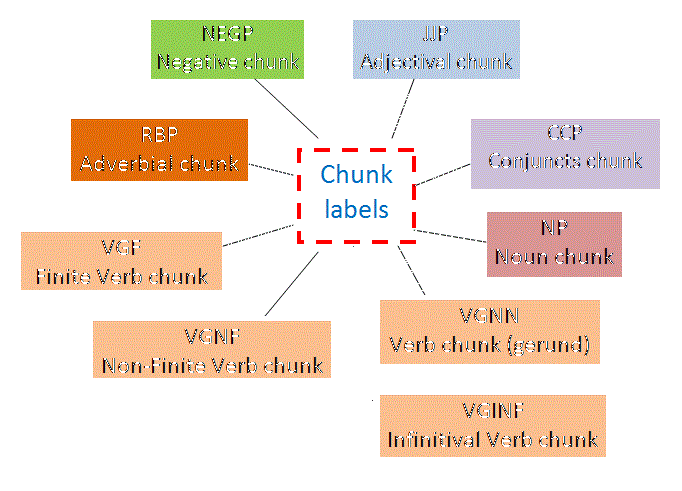 NEGP
Negative chunk
JJP
Adjectival chunk
RBP
Adverbial chunk
CCP
Conjuncts chunk
Chunk
labels
NP
Noun chunk
VGF
Finite Verb chunk
VGNN
Verb chunk (gerund)
VGNF
Non-Finite Verb chunk
VGINF
Infinitival Verb chunk